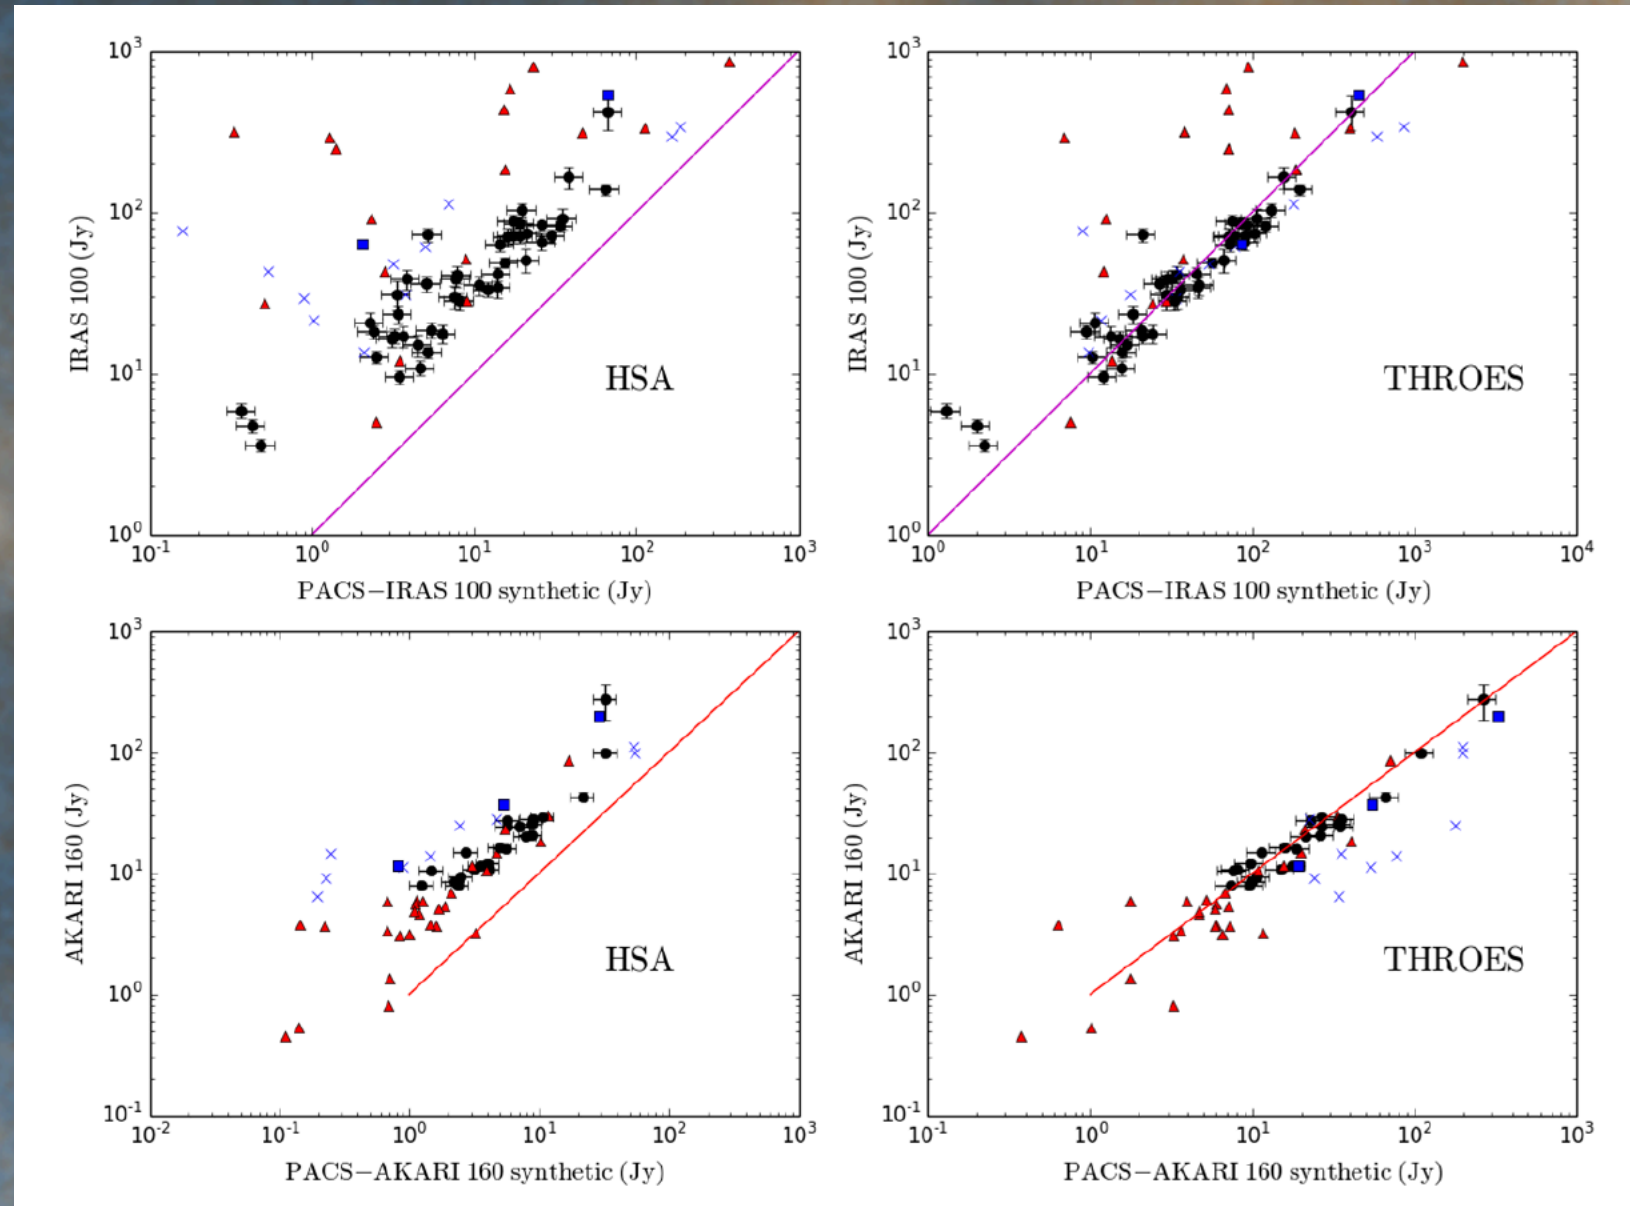 10³
10²
10¹
10⁰
IRAS 100 (Jy)
HSA
10⁻¹ 10⁰ 10¹ 10² 10³
PACS−IRAS 100 synthetic (Jy)
10³
10²
10¹
10⁰
IRAS 100 (Jy)
THROES
10⁰ 10¹ 10² 10³ 10⁴
PACS−IRAS 100 synthetic (Jy)
10³
10²
10¹
10⁰
10⁻¹
AKARI 160 (Jy)
HSA
10⁻² 10⁻¹ 10⁰ 10¹ 10² 10³
PACS−AKARI 160 synthetic (Jy)
10³
10²
10¹
10⁰
10⁻¹
AKARI 160 (Jy)
THROES
10⁻¹ 10⁰ 10¹ 10² 10³
PACS−AKARI 160 synthetic (Jy)